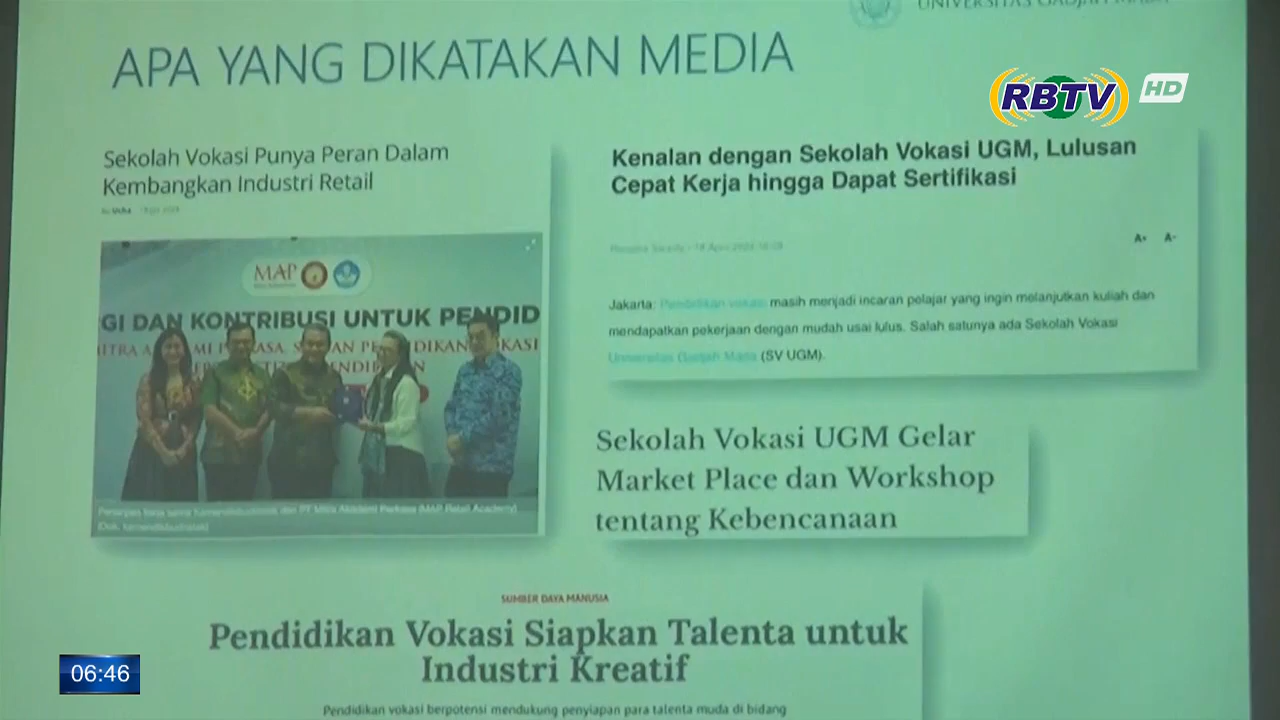 UNIVERSITAS GADJAH MADA
APA YANG DIKATAKAN MEDIA
RBTV HD
Sekolah Vokasi Punya Peran Dalam
Kembangkan Industri Retail
MAP
GI DAN KONTRIBUSI UNTUK PENDID
Kenalan dengan Sekolah Vokasi UGM, Lulusan
Cepat Kerja hingga Dapat Sertifikasi
A+ A-
Jakarta: Pendidikan vokasi masih menjadi incaran pelajar yang ingin melanjutkan kuliah dan
mendapatkan pekerjaan dengan mudah usai lulus. Salah satunya ada Sekolah Vokasi
Universitas Gadjah Mada (SV UGM).
Sekolah Vokasi UGM Gelar
Market Place dan Workshop
tentang Kebencanaan
SUMBER DAYA MANUSIA
Pendidikan Vokasi Siapkan Talenta untuk
Industri Kreatif
Pendidikan vokasi berpotensi mendukung penyiapan para talenta muda di bidang
06:46